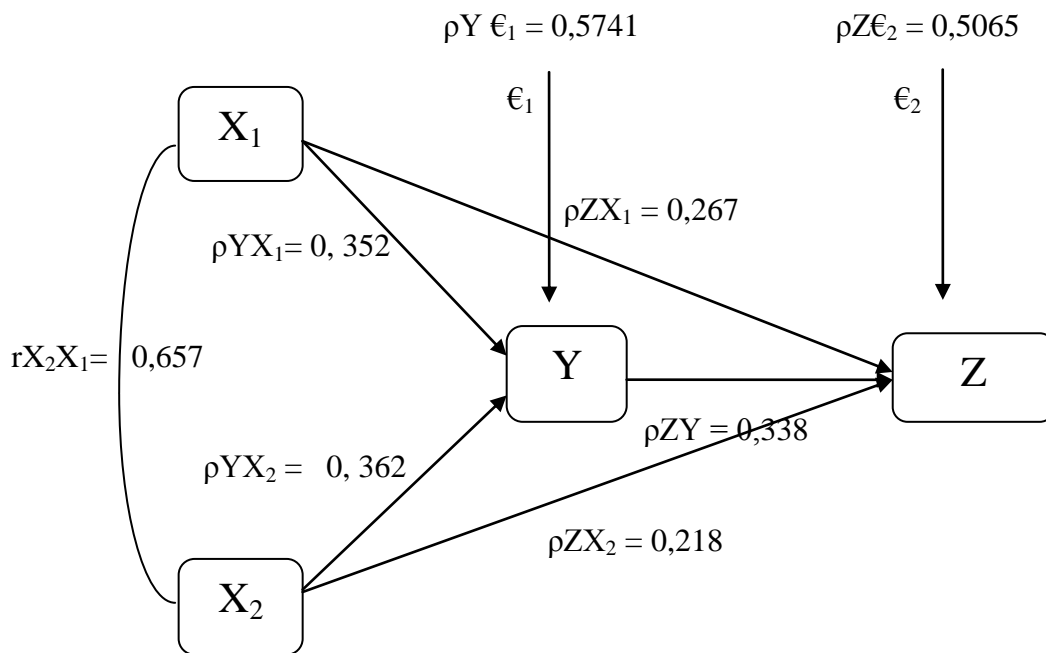 ρY €₁ = 0,5741
ρZ€₂ = 0,5065
€₁
€₂
X₁
ρZX₁ = 0,267
ρYX₁= 0, 352
rX₂X₁= 0,657
Y
Z
ρZY = 0,338
ρYX₂ = 0, 362
ρZX₂ = 0,218
X₂